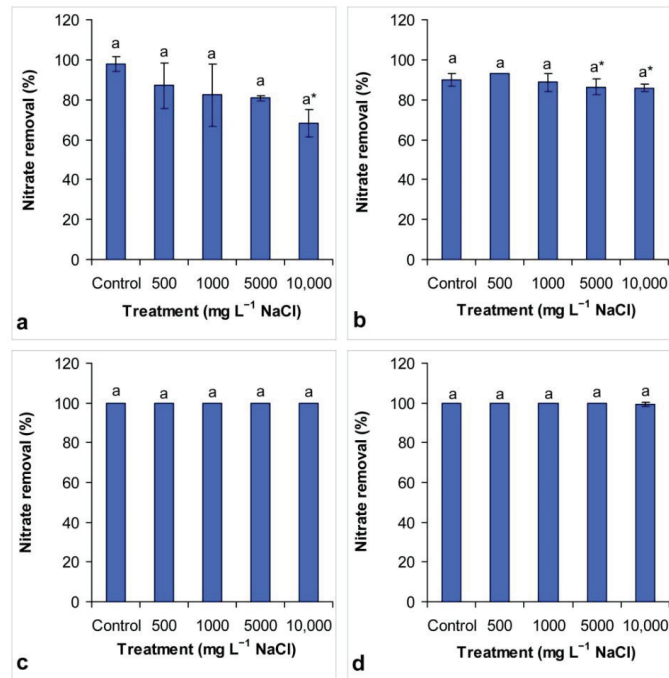 120
100
80
60
40
20
0
Nitrate removal (%)
a a a a a*
Control 500 1000 5000 10,000
Treatment (mg L⁻¹ NaCl)
a
120
100
80
60
40
20
0
Nitrate removal (%)
a a a a* a*
Control 500 1000 5000 10,000
Treatment (mg L⁻¹ NaCl)
b
120
100
80
60
40
20
0
Nitrate removal (%)
a a a a a
Control 500 1000 5000 10,000
Treatment (mg L⁻¹ NaCl)
c
120
100
80
60
40
20
0
Nitrate removal (%)
a a a a a
Control 500 1000 5000 10,000
Treatment (mg L⁻¹ NaCl)
d